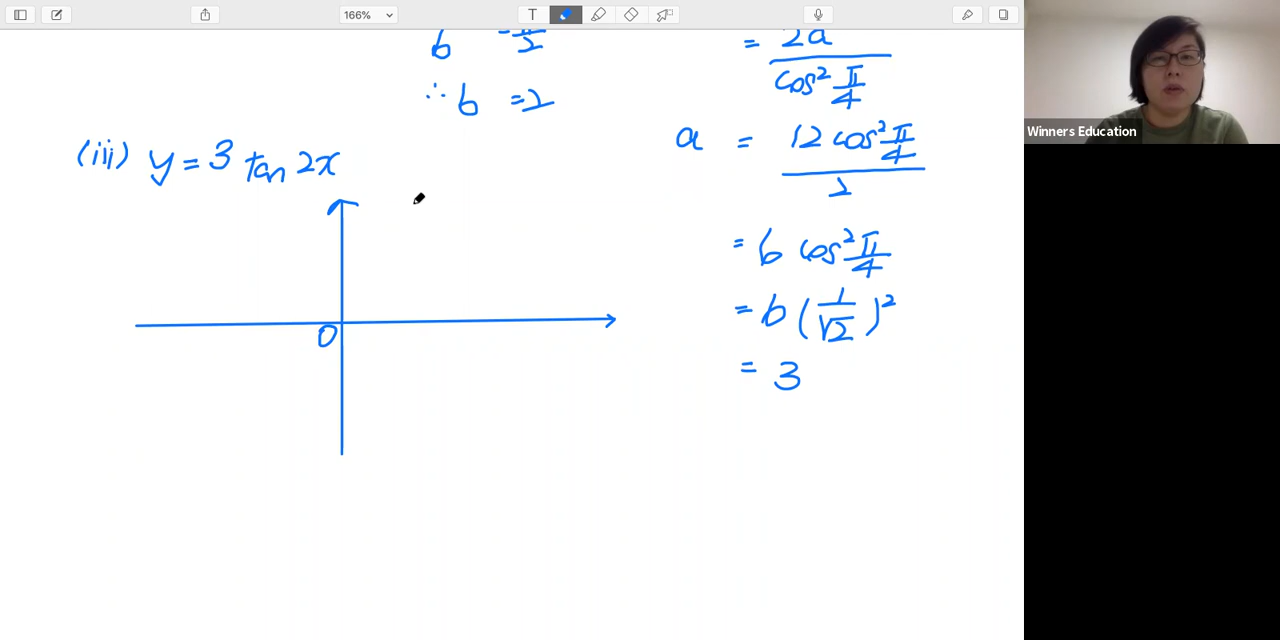 166%
T
Winners Education
b = π/2
∴ b = 2
(iii) y = 3 tan 2x
O
= 2a / cos² π/4
a = 12 cos² π/4 / 2
= 6 cos² π/4
= 6 (1/√2)²
= 3